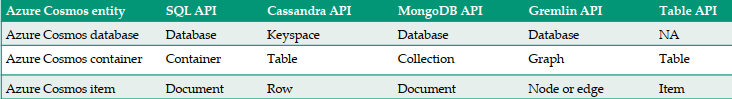 Azure Cosmos entity SQL API Cassandra API MongoDB API Gremlin API Table API
Azure Cosmos database Database Keyspace Database Database NA
Azure Cosmos container Container Table Collection Graph Table
Azure Cosmos item Document Row Document Node or edge Item